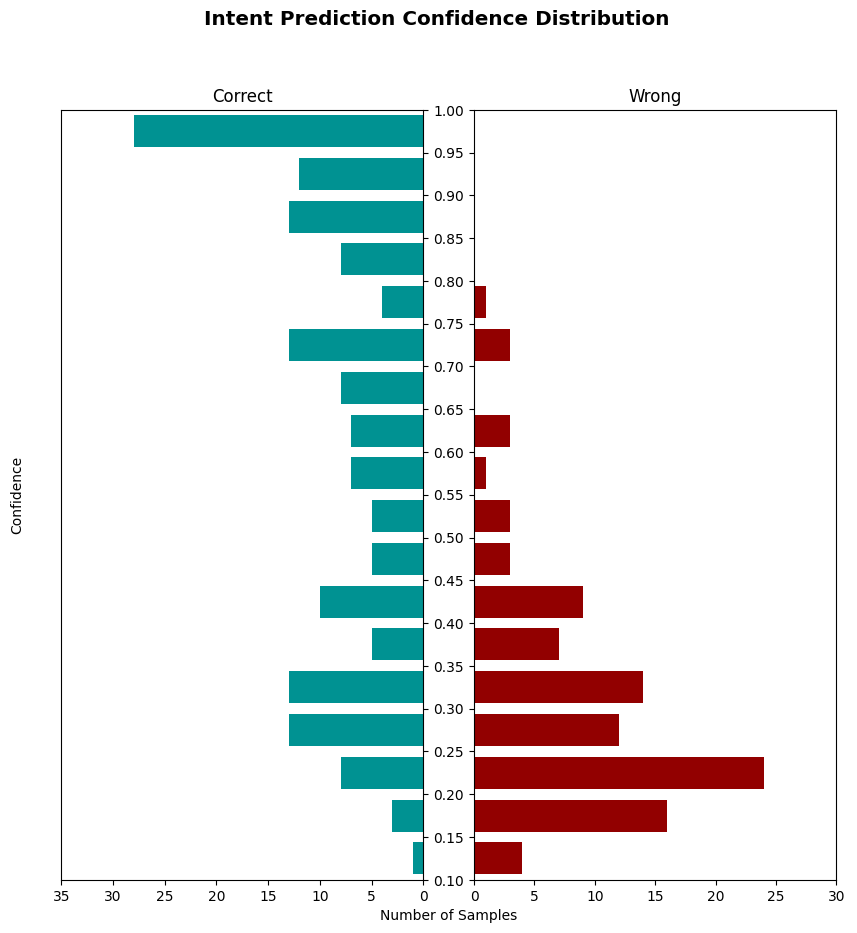 Intent Prediction Confidence Distribution
Correct
Wrong
1.00
0.95
0.90
0.85
0.80
0.75
0.70
0.65
0.60
0.55
0.50
0.45
0.40
0.35
0.30
0.25
0.20
0.15
0.10
Confidence
35 30 25 20 15 10 5 0
0 5 10 15 20 25 30
Number of Samples